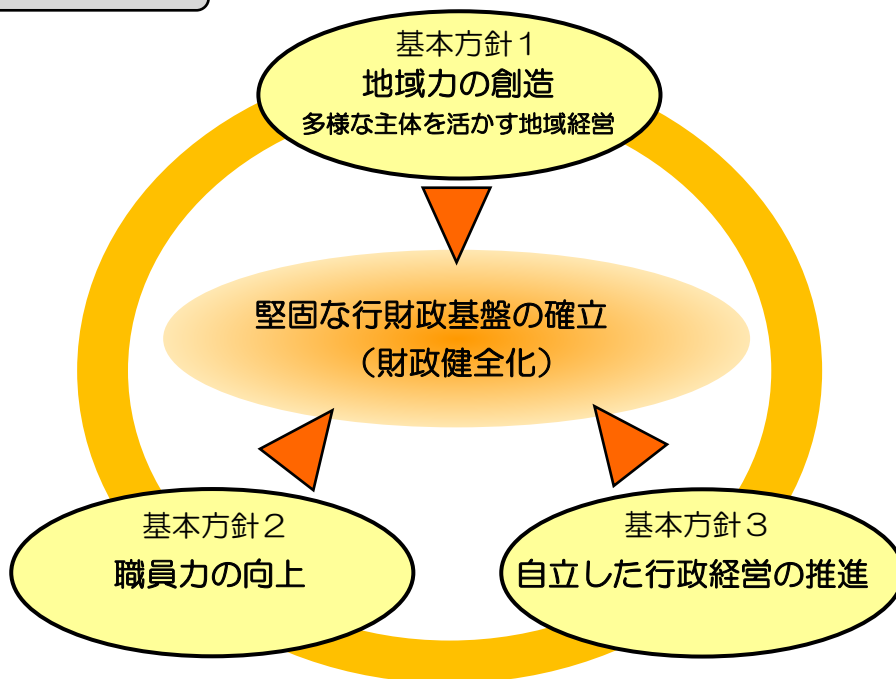 基本方針１
地域力の創造
多様な主体を活かす地域経営
堅固な行財政基盤の確立
（財政健全化）
基本方針２
職員力の向上
基本方針３
自立した行政経営の推進